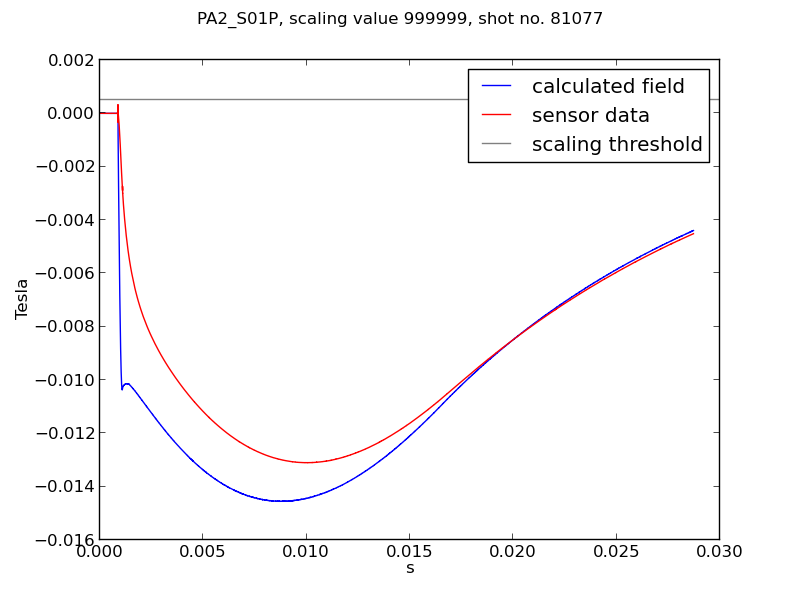 PA2_S01P, scaling value 999999, shot no. 81077
0.002
0.000
−0.002
−0.004
−0.006
−0.008
−0.010
−0.012
−0.014
−0.016
Tesla
calculated field
sensor data
scaling threshold
0.000
0.005
0.010
0.015
0.020
0.025
0.030
s